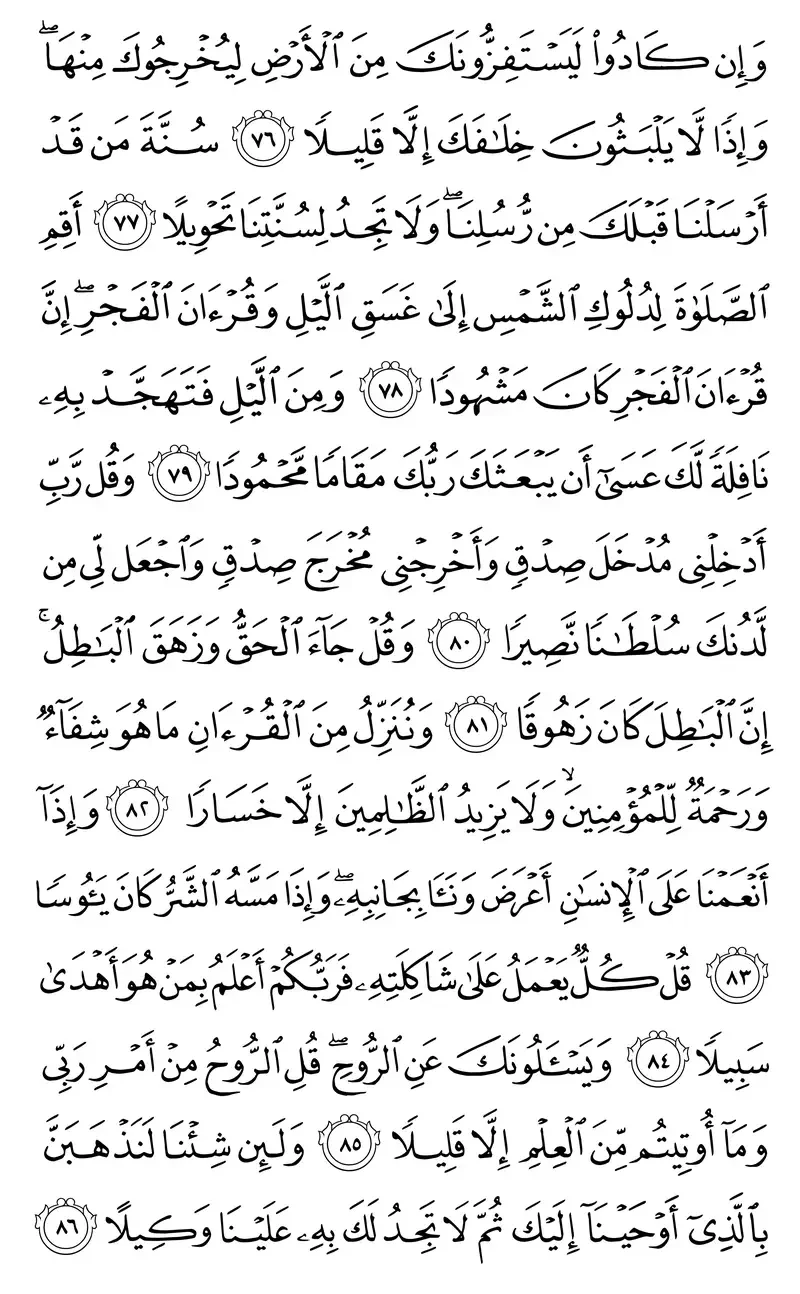 وَإِن كَادُوا۟ لَيَسْتَفِزُّونَكَ مِنَ ٱلْأَرْضِ لِيُخْرِجُوكَ مِنْهَا ۖ
وَإِذًا لَّا يَلْبَثُونَ خِلَـٰفَكَ إِلَّا قَلِيلًا ٧٦ سُنَّةَ مَن قَدْ
أَرْسَلْنَا قَبْلَكَ مِن رُّسُلِنَا ۖ وَلَا تَجِدُ لِسُنَّتِنَا تَحْوِيلًا ٧٧ أَقِمِ
ٱلصَّلَوٰةَ لِدُلُوكِ ٱلشَّمْسِ إِلَىٰ غَسَقِ ٱلَّيْلِ وَقُرْءَانَ ٱلْفَجْرِ ۖ إِنَّ
قُرْءَانَ ٱلْفَجْرِ كَانَ مَشْهُودًا ٧٨ وَمِنَ ٱلَّيْلِ فَتَهَجَّدْ بِهِۦ
نَافِلَةً لَّكَ عَسَىٰٓ أَن يَبْعَثَكَ رَبُّكَ مَقَامًا مَّحْمُودًا ٧٩ وَقُل رَّبِّ
أَدْخِلْنِى مُدْخَلَ صِدْقٍ وَأَخْرِجْنِى مُخْرَجَ صِدْقٍ وَٱجْعَل لِّى مِن
لَّدُنكَ سُلْطَـٰنًا نَّصِيرًا ٨٠ وَقُلْ جَآءَ ٱلْحَقُّ وَزَهَقَ ٱلْبَـٰطِلُ ۚ
إِنَّ ٱلْبَـٰطِلَ كَانَ زَهُوقًا ٨١ وَنُنَزِّلُ مِنَ ٱلْقُرْءَانِ مَا هُوَ شِفَآءٌ
وَرَحْمَةٌ لِّلْمُؤْمِنِينَ ۙ وَلَا يَزِيدُ ٱلظَّـٰلِمِينَ إِلَّا خَسَارًا ٨٢ وَإِذَآ
أَنْعَمْنَا عَلَى ٱلْإِنسَـٰنِ أَعْرَضَ وَنَـَٔا بِجَانِبِهِۦ ۖ وَإِذَا مَسَّهُ ٱلشَّرُّ كَانَ يَـُٔوسًا
٨٣ قُلْ كُلٌّ يَعْمَلُ عَلَىٰ شَاكِلَتِهِۦ فَرَبُّكُمْ أَعْلَمُ بِمَنْ هُوَ أَهْدَىٰ
سَبِيلًا ٨٤ وَيَسْـَٔلُونَكَ عَنِ ٱلرُّوحِ ۖ قُلِ ٱلرُّوحُ مِنْ أَمْرِ رَبِّى
وَمَآ أُوتِيتُم مِّنَ ٱلْعِلْمِ إِلَّا قَلِيلًا ٨٥ وَلَئِن شِئْنَا لَنَذْهَبَنَّ
بِٱلَّذِىٓ أَوْحَيْنَآ إِلَيْكَ ثُمَّ لَا تَجِدُ لَكَ بِهِۦ عَلَيْنَا وَكِيلًا ٨٦